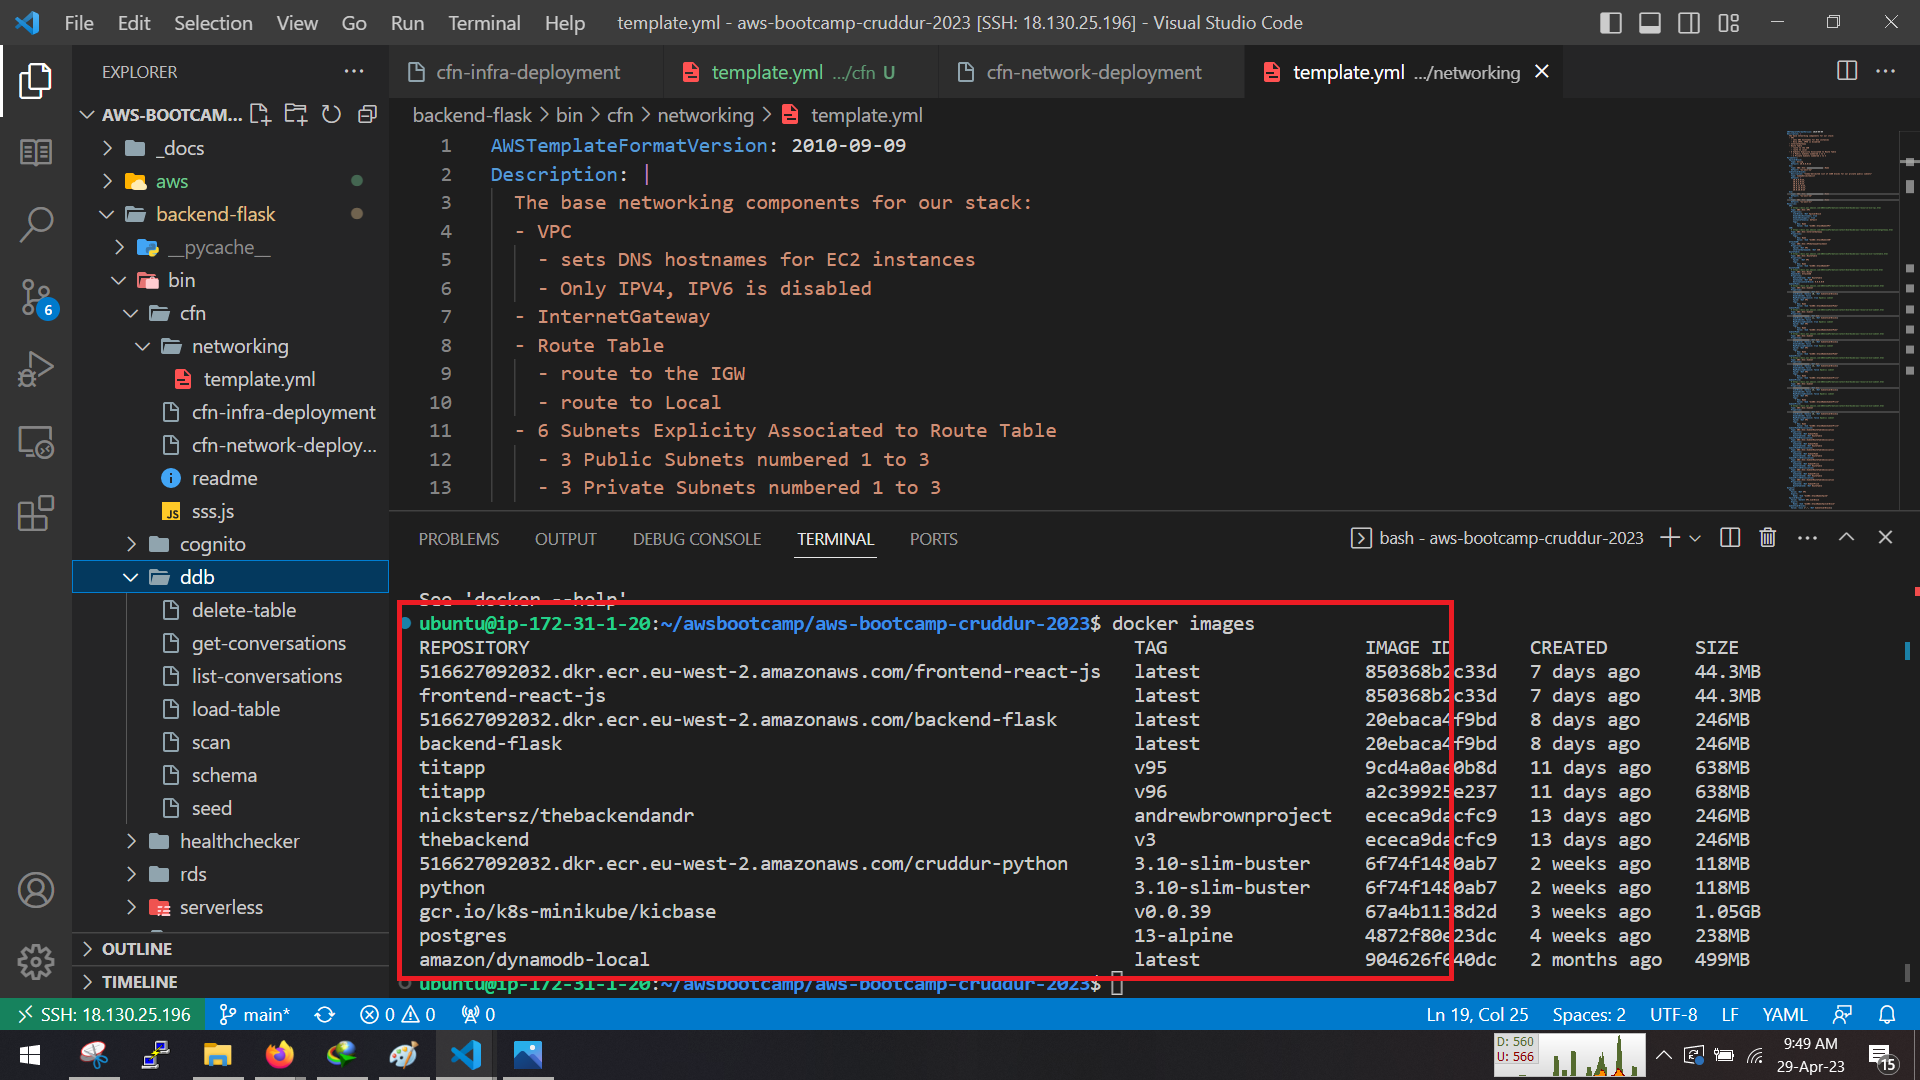 File Edit Selection View Go Run Terminal Help
template.yml - aws-bootcamp-cruddur-2023 [SSH: 18.130.25.196] - Visual Studio Code
EXPLORER
AWS-BOOTCAM...
_docs
aws
backend-flask
__pycache__
bin
cfn
networking
template.yml
cfn-infra-deployment
cfn-network-deploy...
readme
JS sss.js
cognito
ddb
delete-table
get-conversations
list-conversations
load-table
scan
schema
seed
healthchecker
rds
serverless
OUTLINE
TIMELINE
6
cfn-infra-deployment template.yml .../cfn U cfn-network-deployment template.yml .../networking
backend-flask > bin > cfn > networking > template.yml
1 AWSTemplateFormatVersion: 2010-09-09
2 Description: |
3 The base networking components for our stack:
4 - VPC
5 - sets DNS hostnames for EC2 instances
6 - Only IPV4, IPV6 is disabled
7 - InternetGateway
8 - Route Table
9 - route to the IGW
10 - route to Local
11 - 6 Subnets Explicity Associated to Route Table
12 - 3 Public Subnets numbered 1 to 3
13 - 3 Private Subnets numbered 1 to 3
PROBLEMS OUTPUT DEBUG CONSOLE TERMINAL PORTS
bash - aws-bootcamp-cruddur-2023
See 'docker --help'
ubuntu@ip-172-31-1-20:~/awsbootcamp/aws-bootcamp-cruddur-2023$ docker images
REPOSITORY TAG IMAGE ID CREATED SIZE
516627092032.dkr.ecr.eu-west-2.amazonaws.com/frontend-react-js latest 850368b2c33d 7 days ago 44.3MB
frontend-react-js latest 850368b2c33d 7 days ago 44.3MB
516627092032.dkr.ecr.eu-west-2.amazonaws.com/backend-flask latest 20ebaca4f9bd 8 days ago 246MB
backend-flask latest 20ebaca4f9bd 8 days ago 246MB
titapp v95 9cd4a0ae0b8d 11 days ago 638MB
titapp v96 a2c39925e237 11 days ago 638MB
nickstersz/thebackendandr andrewbrownproject ececa9dacfc9 13 days ago 246MB
thebackend v3 ececa9dacfc9 13 days ago 246MB
516627092032.dkr.ecr.eu-west-2.amazonaws.com/cruddur-python 3.10-slim-buster 6f74f1480ab7 2 weeks ago 118MB
python 3.10-slim-buster 6f74f1480ab7 2 weeks ago 118MB
gcr.io/k8s-minikube/kicbase v0.0.39 67a4b1138d2d 3 weeks ago 1.05GB
postgres 13-alpine 4872f80e23dc 4 weeks ago 238MB
amazon/dynamodb-local latest 904626f640dc 2 months ago 499MB
ubuntu@ip-172-31-1-20:~/awsbootcamp/aws-bootcamp-cruddur-2023$
SSH: 18.130.25.196 main* 0 0 0
Ln 19, Col 25 Spaces: 2 UTF-8 LF YAML
D: 560
U: 566
9:49 AM
29-Apr-23
15